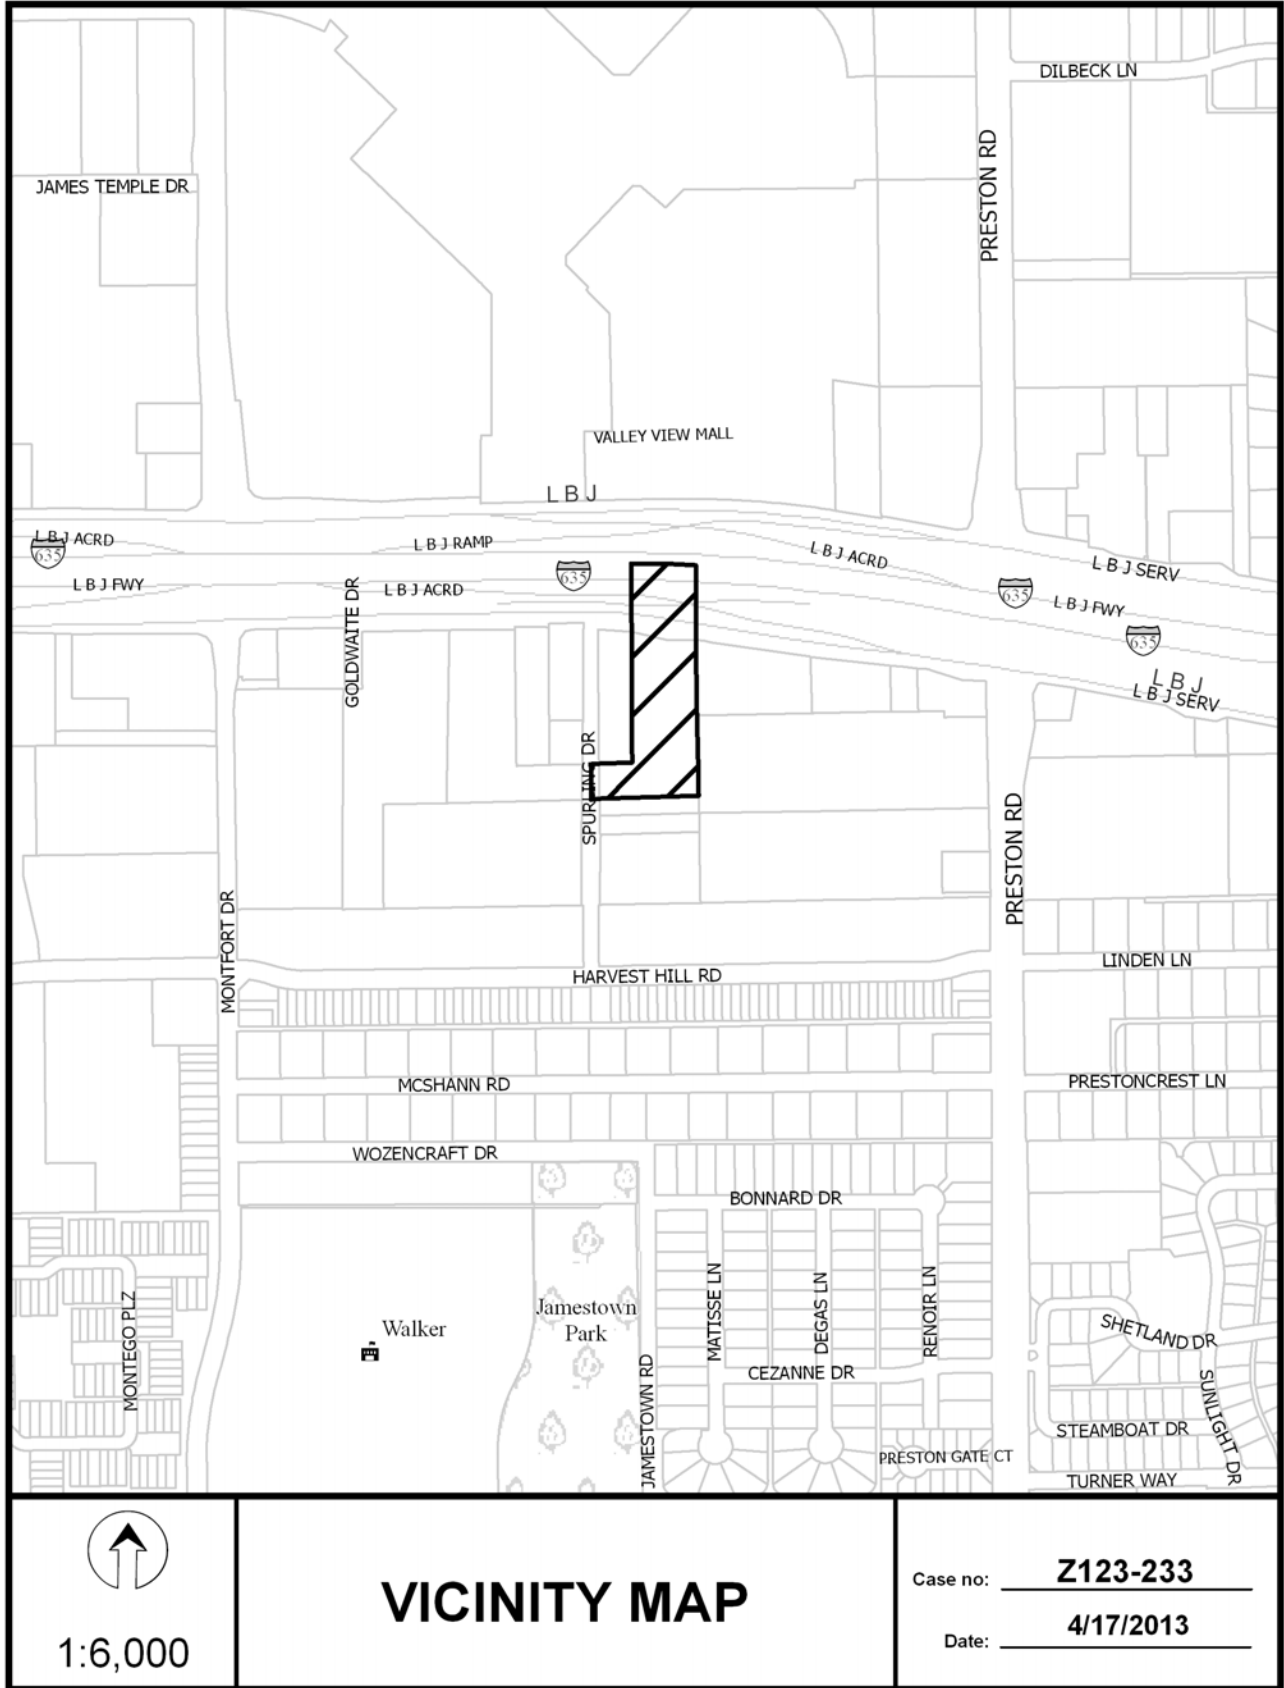 DILBECK LN
PRESTON RD
JAMES TEMPLE DR
VALLEY VIEW MALL
L B J
L B J ACRD
635
L B J RAMP
L B J ACRD
L B J SERV
635
L B J FWY
L B J ACRD
635
L B J FWY
635
GOLDWAITE DR
L B J
L B J SERV
SPURLING DR
PRESTON RD
MONTFORT DR
LINDEN LN
HARVEST HILL RD
MCSHANN RD
PRESTONCREST LN
WOZENCRAFT DR
BONNARD DR
MATISSE LN
DEGAS LN
RENOIR LN
MONTEGO PLZ
Walker
Jamestown
Park
SHETLAND DR
CEZANNE DR
JAMESTOWN RD
SUNLIGHT DR
STEAMBOAT DR
PRESTON GATE CT
TURNER WAY
1:6,000
VICINITY MAP
Case no: Z123-233
Date: 4/17/2013